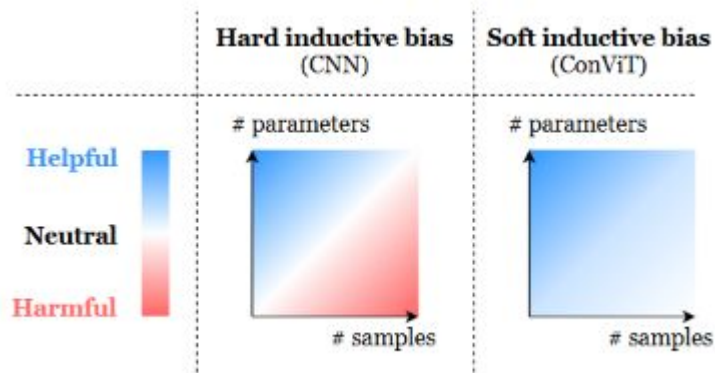 Hard inductive bias
(CNN)
Soft inductive bias
(ConViT)
Helpful
Neutral
Harmful
# parameters
# samples
# parameters
# samples